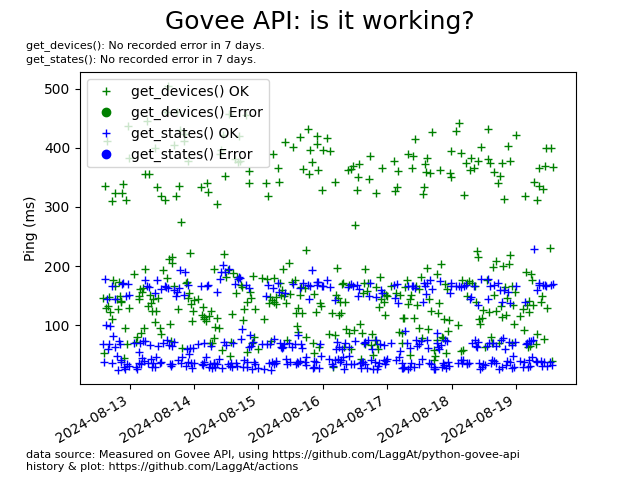 Govee API: is it working?
get_devices(): No recorded error in 7 days.
get_states(): No recorded error in 7 days.
get_devices() OK
get_devices() Error
get_states() OK
get_states() Error
Ping (ms)
500
400
300
200
100
2024-08-13
2024-08-14
2024-08-15
2024-08-16
2024-08-17
2024-08-18
2024-08-19
data source: Measured on Govee API, using https://github.com/LaggAt/python-govee-api
history & plot: https://github.com/LaggAt/actions